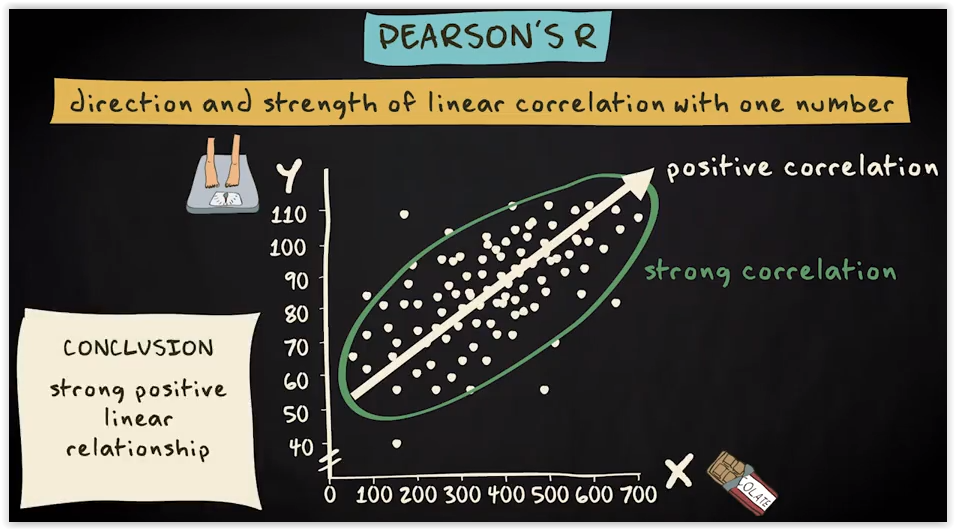 PEARSON'S R
direction and strength of linear correlation with one number
Y
positive correlation
110
100
strong correlation
90
80
70
60
50
40
CONCLUSION
strong positive
linear
relationship
0 100 200 300 400 500 600 700
X
OLATE